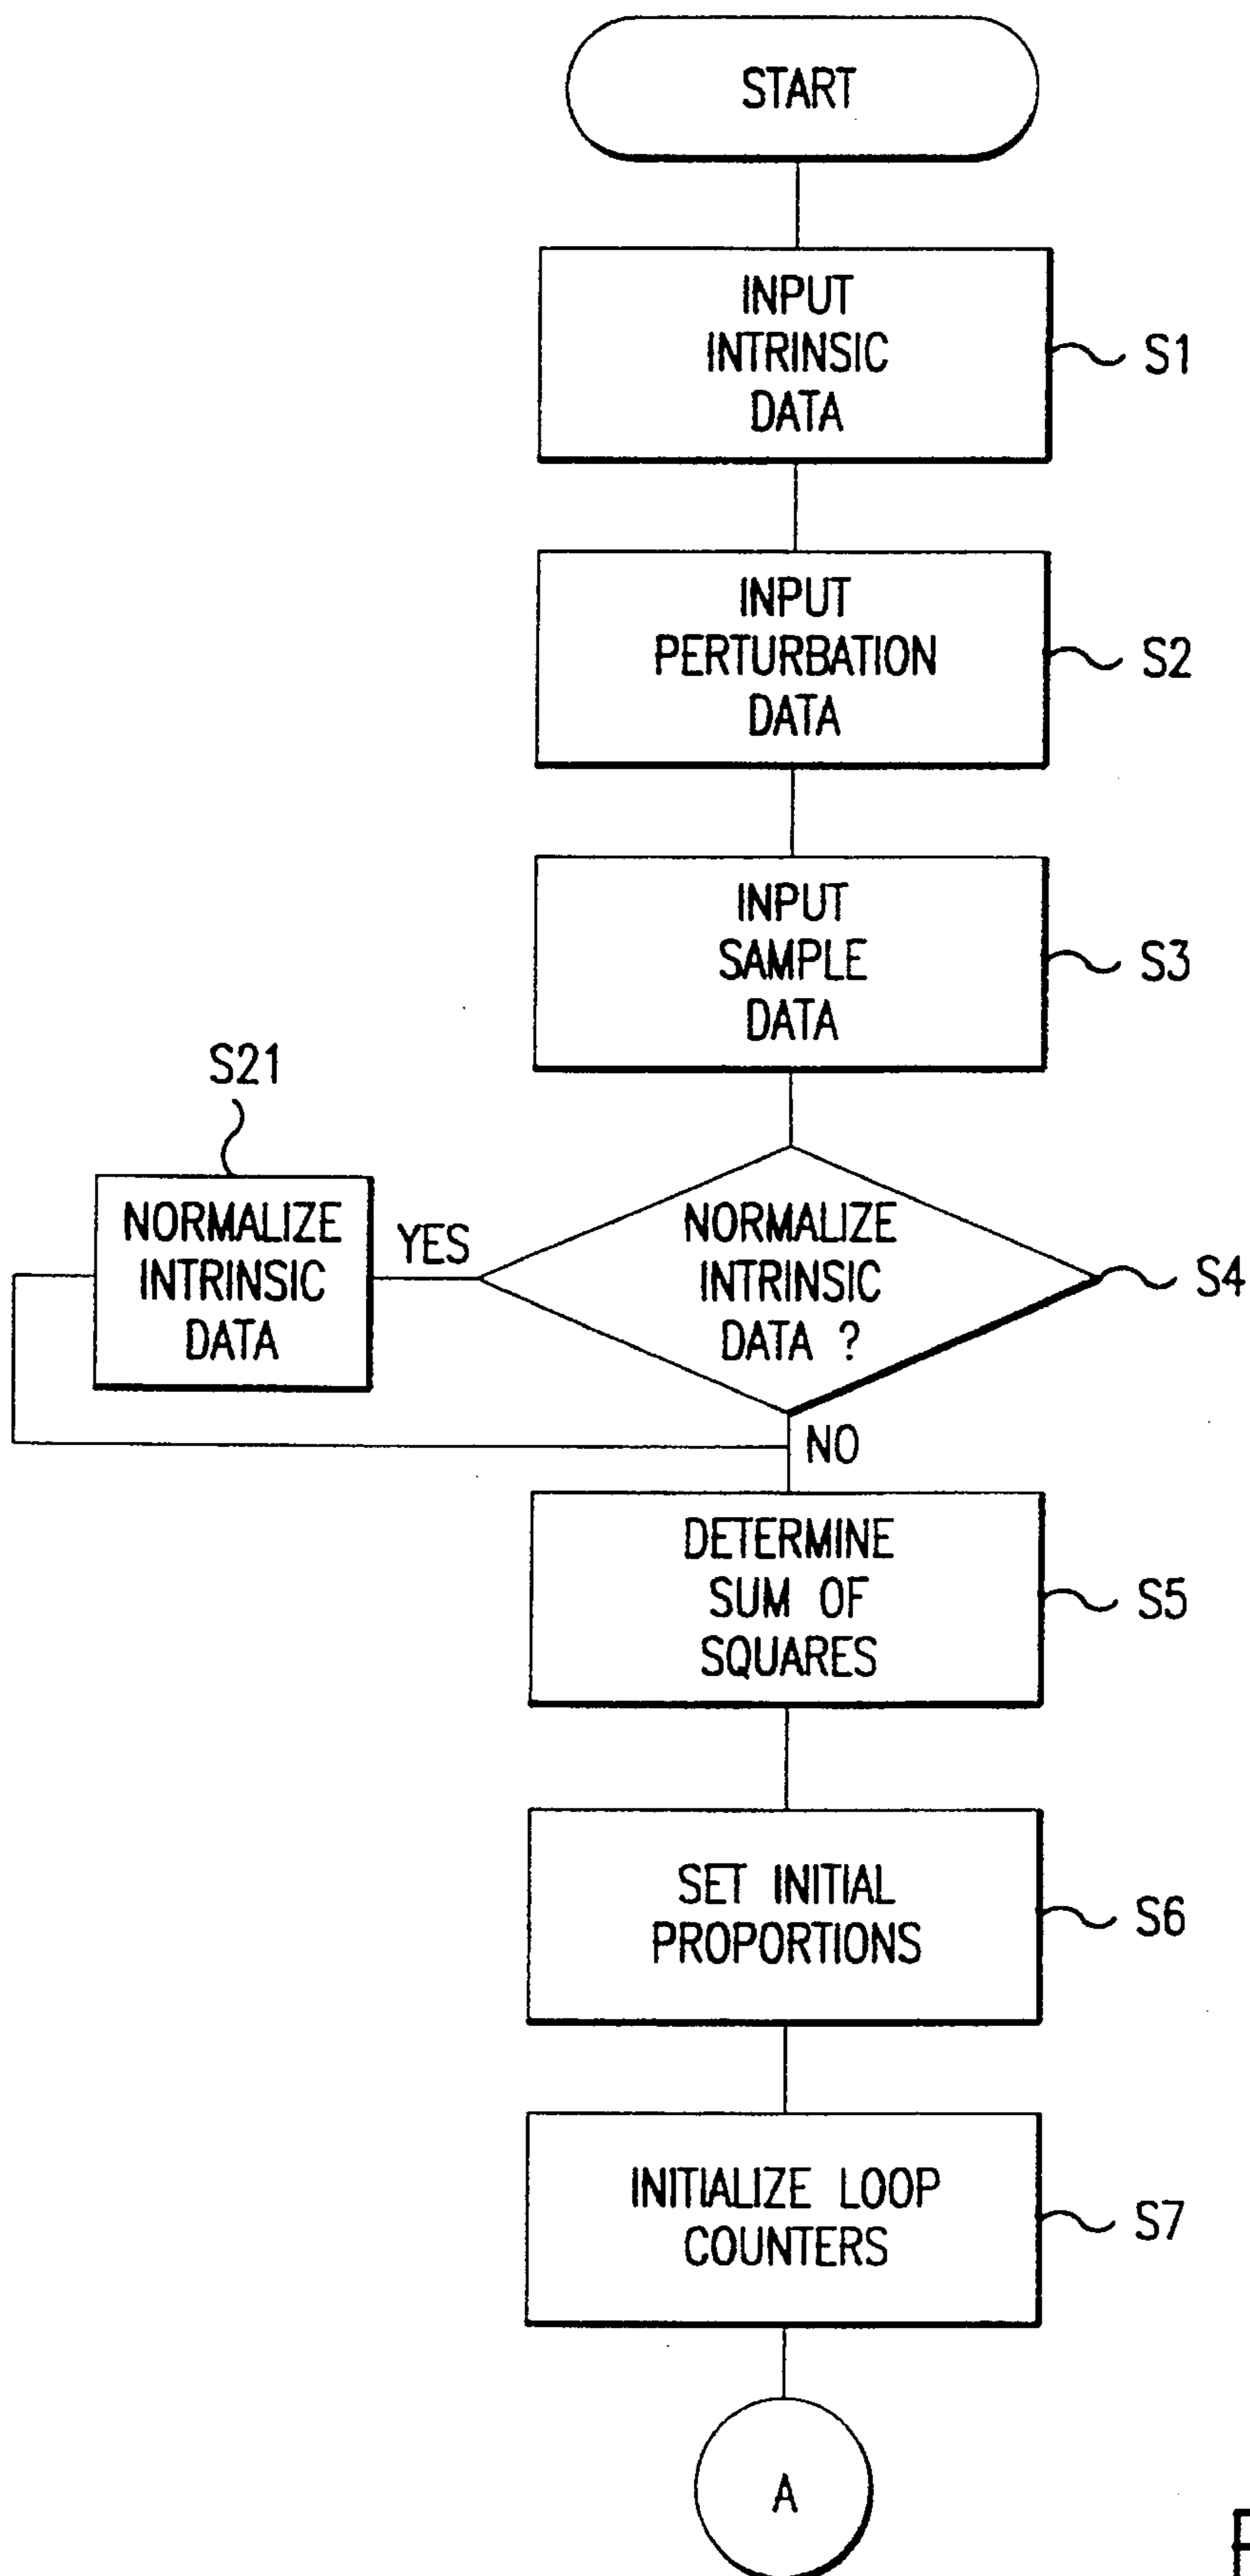 START
INPUT
INTRINSIC
DATA
S1
INPUT
PERTURBATION
DATA
S2
INPUT
SAMPLE
DATA
S3
S21
NORMALIZE
INTRINSIC
DATA
YES
NORMALIZE
INTRINSIC
DATA ?
S4
NO
DETERMINE
SUM OF
SQUARES
S5
SET INITIAL
PROPORTIONS
S6
INITIALIZE LOOP
COUNTERS
S7
A